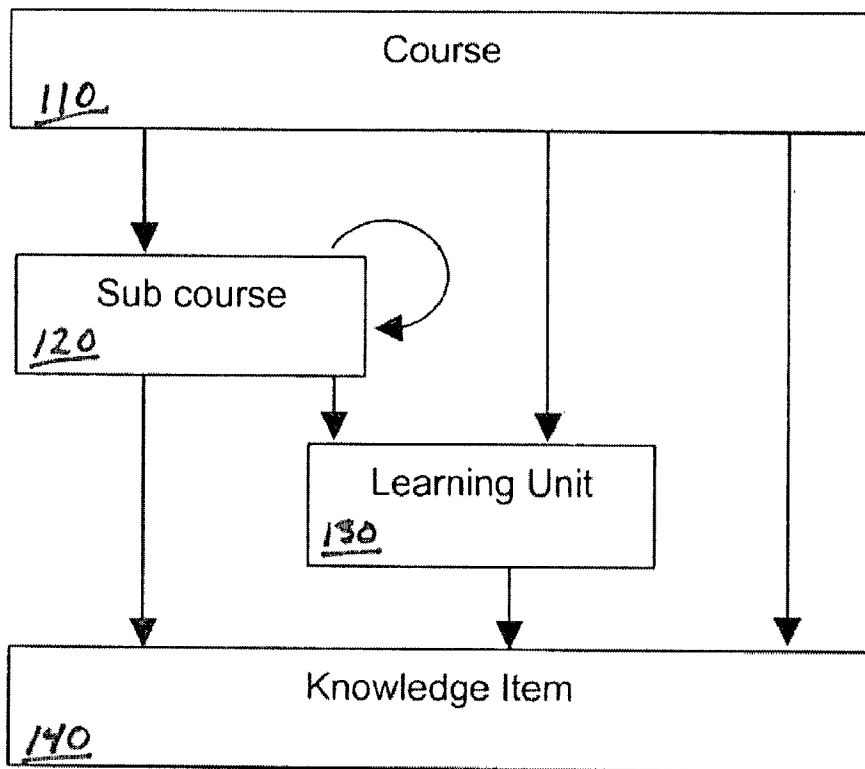 Course
110
Sub course
120
Learning Unit
130
Knowledge Item
140